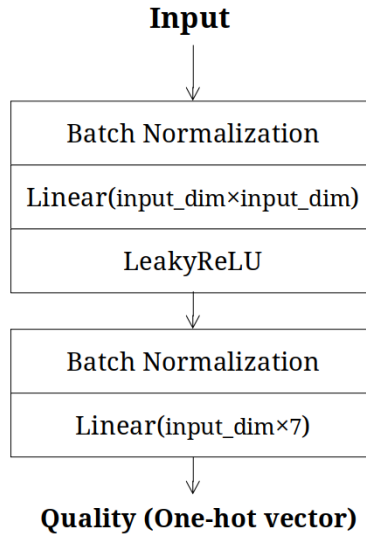 Input
Batch Normalization
Linear(input_dim×input_dim)
LeakyReLU
Batch Normalization
Linear(input_dim×7)
Quality (One-hot vector)